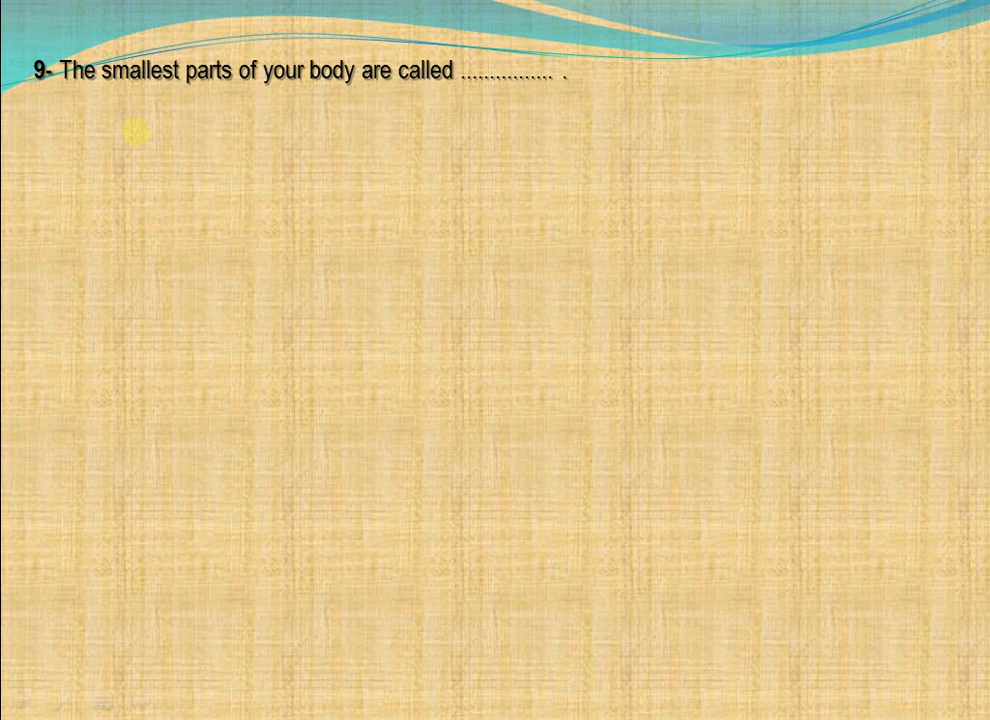 9- The smallest parts of your body are called ................ .